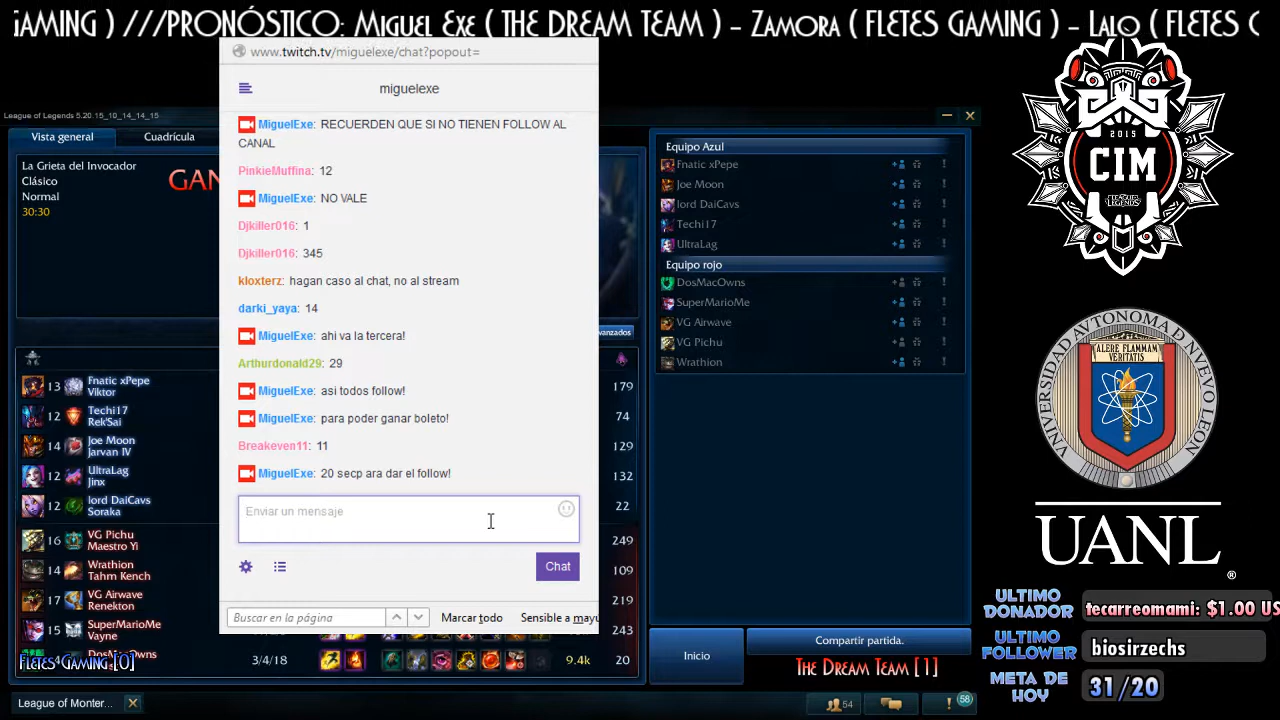 GAMING ) ///PRONÓSTICO: MIGUEL EXE ( THE DREAM TEAM ) – ZAMORA ( FLETES GAMING ) – LALO ( FLETES
www.twitch.tv/miguelexe/chat?popout=
miguelexe
MiguelExe: RECUERDEN QUE SI NO TIENEN FOLLOW AL
CANAL
PinkieMuffina: 12
MiguelExe: NO VALE
Djkiller016: 1
Djkiller016: 345
kloxterz: hagan caso al chat, no al stream
darki_yaya: 14
MiguelExe: ahi va la tercera!
Arthurdonald29: 29
MiguelExe: asi todos follow!
MiguelExe: para poder ganar boleto!
Breakeven11: 11
MiguelExe: 20 secp ara dar el follow!
Enviar un mensaje
Chat
Buscar en la página
Marcar todo
Sensible a mayú
League of Legends 5.20.15_10_14_14_15
Vista general
Cuadrícula
La Grieta del Invocador
Clásico
Normal
30:30
GAN
avanzados
13 Fnatic xPepe
Viktor
179
12 Techi17
Rek'Sai
74
14 Joe Moon
Jarvan IV
129
12 UltraLag
Jinx
132
12 lord DaiCavs
Soraka
22
16 VG Pichu
Maestro Yi
249
14 Wrathion
Tahm Kench
109
17 VG Airwave
Renekton
219
15 SuperMarioMe
Vayne
243
DosMacOwns
3/4/18
9.4k
20
FLETES GAMING [0]
Equipo Azul
Fnatic xPepe
Joe Moon
lord DaiCavs
Techi17
UltraLag
Equipo rojo
DosMacOwns
SuperMarioMe
VG Airwave
VG Pichu
Wrathion
Inicio
Compartir partida.
THE DREAM TEAM [1]
League of Monter...
54
58
2015
CIM
LEAGUE OF LEGENDS
UNIVERSIDAD AUTONOMA DE NUEVO LEON
ALERE FLAMMAM
VERITATIS
UANL
®
ULTIMO
DONADOR
tecarreomami: $1.00 US
ULTIMO
FOLLOWER
biosirzechs
META DE
HOY
31/20